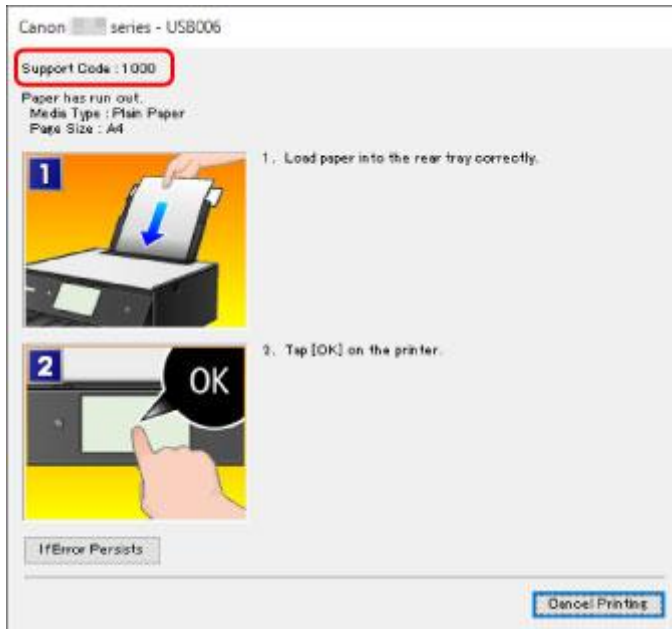 Canon series - USB006
Support Code : 1000
Paper has run out.
Media Type : Plain Paper
Page Size : A4
1
1. Load paper into the rear tray correctly.
2
OK
2. Tap [OK] on the printer.
If Error Persists
Cancel Printing